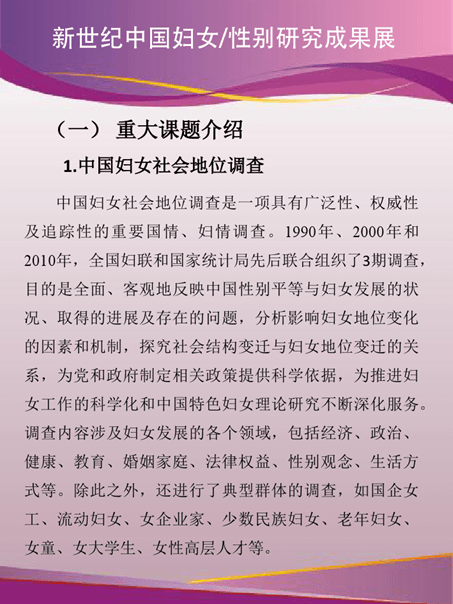 新世纪中国妇女/性别研究成果展
（一） 重大课题介绍
1.中国妇女社会地位调查
中国妇女社会地位调查是一项具有广泛性、权威性
及追踪性的重要国情、妇情调查。1990年、2000年和
2010年，全国妇联和国家统计局先后联合组织了3期调查，
目的是全面、客观地反映中国性别平等与妇女发展的状
况、取得的进展及存在的问题，分析影响妇女地位变化
的因素和机制，探究社会结构变迁与妇女地位变迁的关
系，为党和政府制定相关政策提供科学依据，为推进妇
女工作的科学化和中国特色妇女理论研究不断深化服务。
调查内容涉及妇女发展的各个领域，包括经济、政治、
健康、教育、婚姻家庭、法律权益、性别观念、生活方
式等。除此之外，还进行了典型群体的调查，如国企女
工、流动妇女、女企业家、少数民族妇女、老年妇女、
女童、女大学生、女性高层人才等。